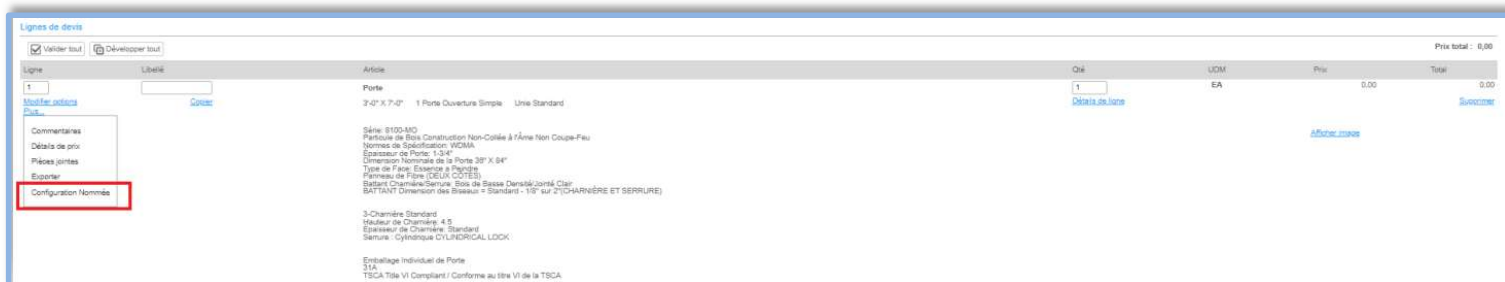 Lignes de devis
Valider tout Développer tout Prix total : 0,00
Ligne Libellé Article Qté UDM Prix Total
1 Porte 1 EA 0,00 0,00
Modifier options Copier 3'-0" X 7'-0" 1 Porte Ouverture Simple Unie Standard Détails de ligne Supprimer
Plus...
Commentaires
Détails de prix
Pièces jointes
Exporter
Configuration Nommée
Série: 8100-MO
Particule de Bois Construction Non-Collée à l'Âme Non Coupe-Feu
Normes de Spécification: WDMA
Épaisseur de Porte: 1-3/4"
Dimension Nominale de la Porte 36" X 84"
Type de Face: Essence a Peindre
Panneau de Fibre (DEUX CÔTÉS)
Battant Charnière/Serrure: Bois de Basse Densité/Jointé Clair
BATTANT Dimension des Biseaux = Standard - 1/8" sur 2"(CHARNIÈRE ET SERRURE)
Afficher image
3-Charnière Standard
Hauteur de Charnière: 4.5
Épaisseur de Charnière: Standard
Serrure : Cylindrique CYLINDRICAL LOCK
Emballage Individuel de Porte
31A
TSCA Title VI Compliant / Conforme au titre VI de la TSCA